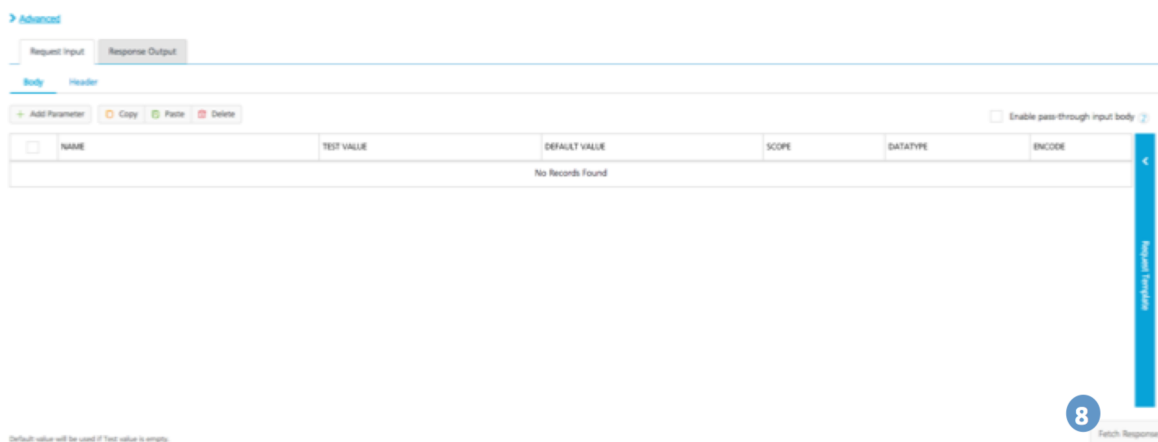 Advanced
Request Input Response Output
Body Header
+ Add Parameter Copy Paste Delete
Enable pass-through input body ?
NAME TEST VALUE DEFAULT VALUE SCOPE DATATYPE ENCODE
No Records Found
Request Template
8
Fetch Response
Default value will be used if Test value is empty.